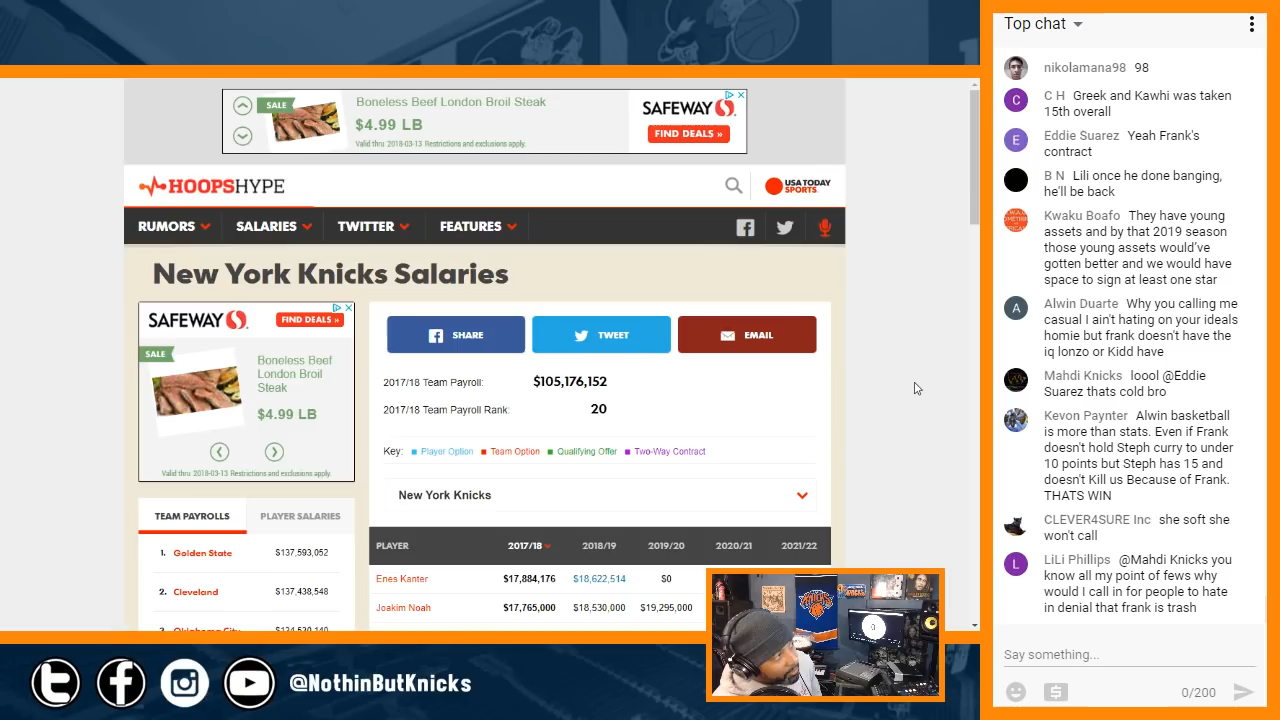 SALE
Boneless Beef London Broil Steak
$4.99 LB
Valid thru 2018-03-13 Restrictions and exclusions apply.
SAFEWAY
FIND DEALS »
HOOPSHYPE
USA TODAY
SPORTS
RUMORS
SALARIES
TWITTER
FEATURES
New York Knicks Salaries
SAFEWAY
FIND DEALS »
SALE
Boneless Beef
London Broil
Steak
$4.99 LB
Valid thru 2018-03-13 Restrictions and exclusions apply.
TEAM PAYROLLS
PLAYER SALARIES
1. Golden State $137,593,052
2. Cleveland $137,438,548
SHARE
TWEET
EMAIL
2017/18 Team Payroll: $105,176,152
2017/18 Team Payroll Rank: 20
Key: Player Option Team Option Qualifying Offer Two-Way Contract
New York Knicks
PLAYER 2017/18 2018/19 2019/20 2020/21 2021/22
Enes Kanter $17,884,176 $18,622,514 $0
Joakim Noah $17,765,000 $18,530,000 $19,295,000
KNICKS
@NothinButKnicks
Top chat
nikolamana98 98
C H Greek and Kawhi was taken
15th overall
Eddie Suarez Yeah Frank's
contract
B N Lili once he done banging,
he'll be back
Kwaku Boafo They have young
assets and by that 2019 season
those young assets would've
gotten better and we would have
space to sign at least one star
Alwin Duarte Why you calling me
casual I ain't hating on your ideals
homie but frank doesn't have the
iq lonzo or Kidd have
Mahdi Knicks loool @Eddie
Suarez thats cold bro
Kevon Paynter Alwin basketball
is more than stats. Even if Frank
doesn't hold Steph curry to under
10 points but Steph has 15 and
doesn't Kill us Because of Frank.
THATS WIN
CLEVER4SURE Inc she soft she
won't call
LiLi Phillips @Mahdi Knicks you
know all my point of fews why
would I call in for people to hate
in denial that frank is trash
Say something...
0/200